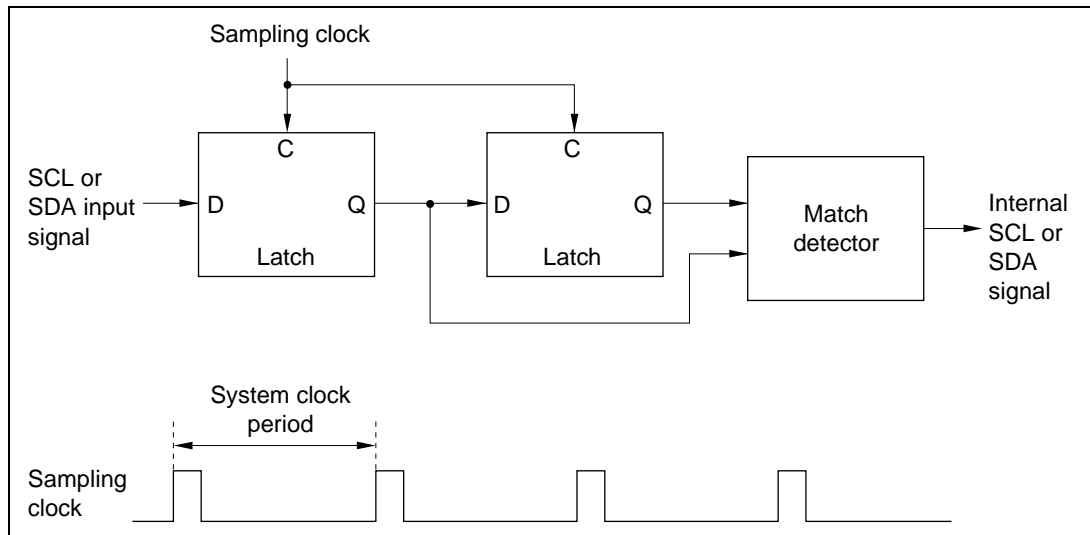 Sampling clock
C
C
SCL or
SDA input
signal
D
Q
D
Q
Latch
Latch
Match
detector
Internal
SCL or
SDA
signal
System clock
period
Sampling
clock